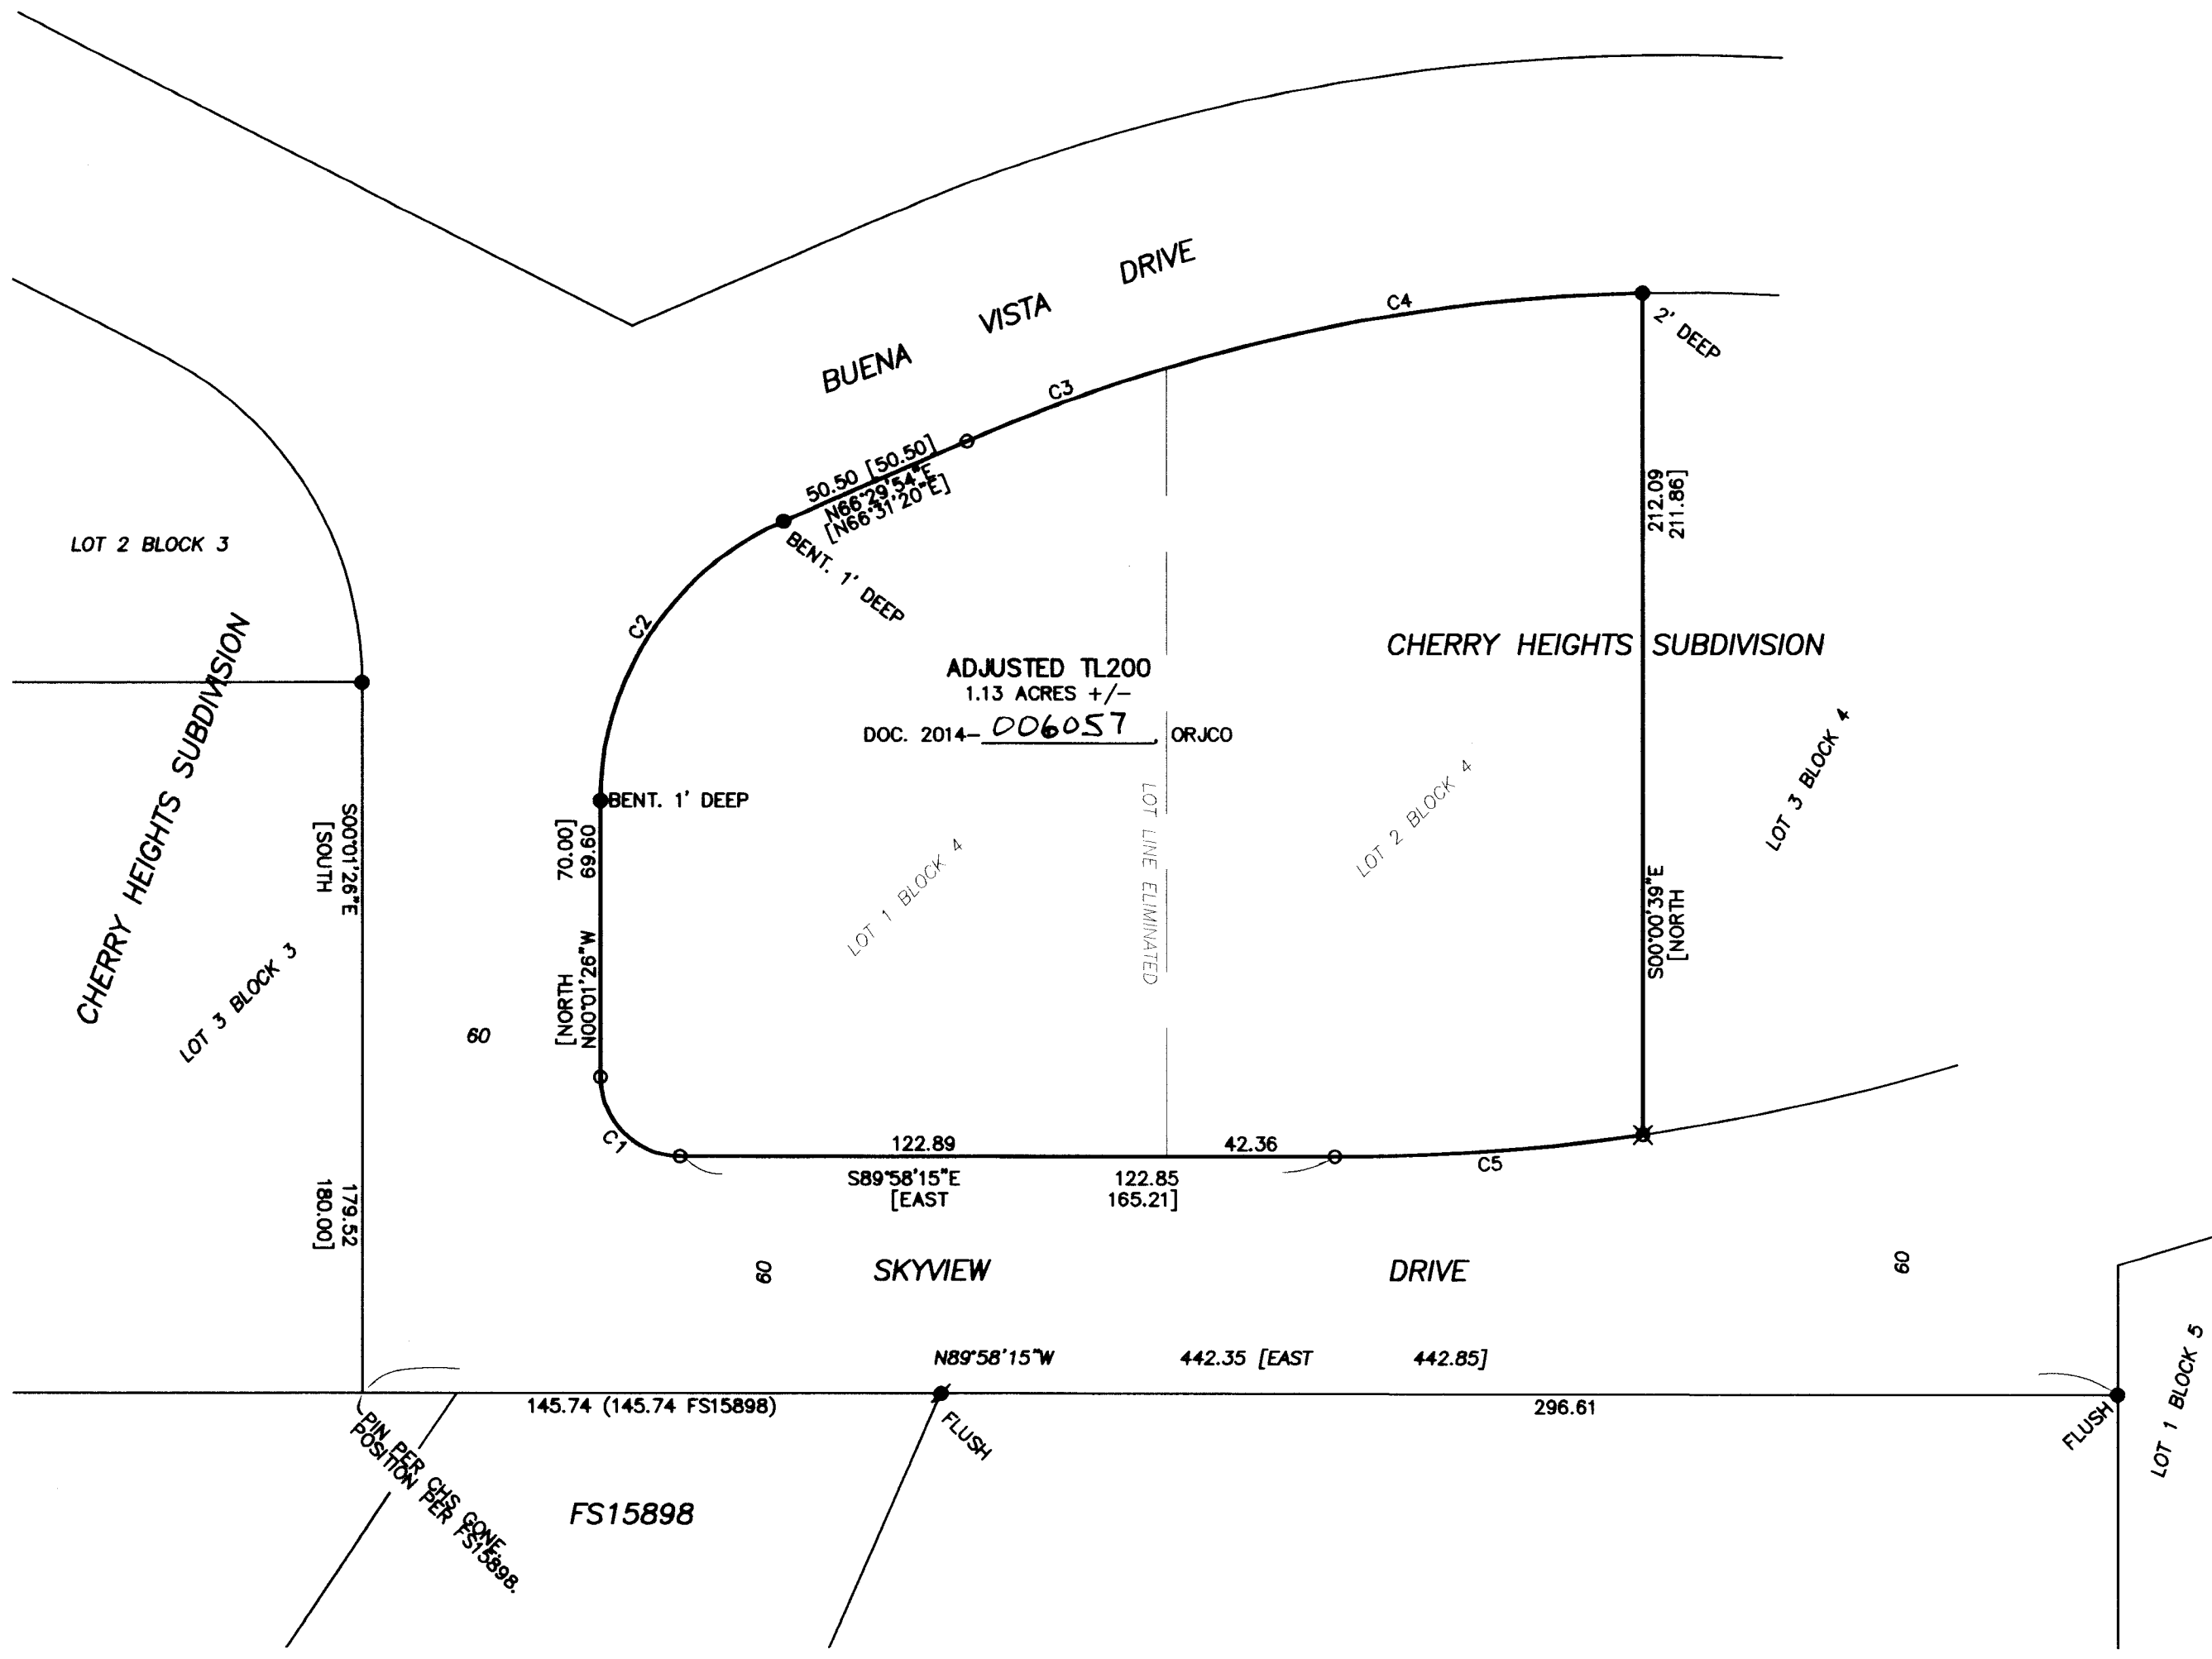 BUENA VISTA DRIVE
C4
2' DEEP
C3
50.50 [50.50]
N66°29'54"E
[N66°31'20"E]
BENT. 1' DEEP
212.09
211.86]
LOT 2 BLOCK 3
C2
CHERRY HEIGHTS SUBDIVISION
ADJUSTED TL200
1.13 ACRES +/-
DOC. 2014-006057, ORJCO
CHERRY HEIGHTS SUBDIVISION
LOT 3 BLOCK 4
BENT. 1' DEEP
S00°01'26"E
[SOUTH
70.00]
69.60
LOT 1 BLOCK 4
LOT LINE ELIMINATED
LOT 2 BLOCK 4
S00°00'39"E
[NORTH
LOT 3 BLOCK 3
60
[NORTH
N00°01'26"W
C1
122.89
42.36
C5
S89°58'15"E 122.85
[EAST 165.21]
179.52
180.00]
60
SKYVIEW DRIVE
60
N89°58'15"W 442.35 [EAST 442.85]
145.74 (145.74 FS15898)
296.61
FLUSH
FLUSH
LOT 1 BLOCK 5
PIN PER CHS GONE.
POSITION PER FS15898.
FS15898